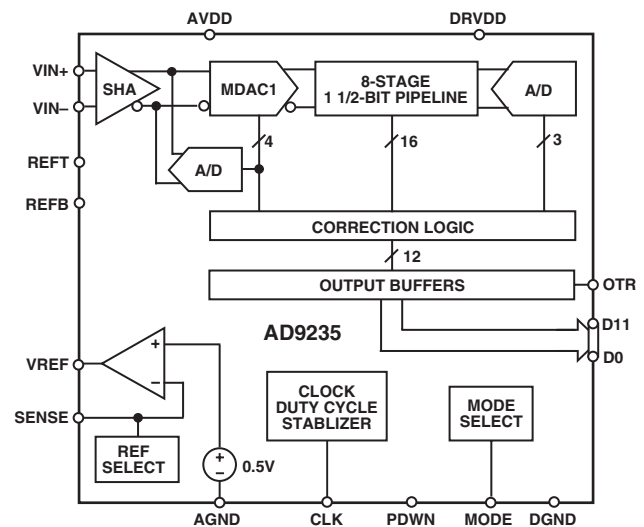 AVDD
DRVDD
VIN+
VIN–
REFT
REFB
SHA
MDAC1
8-STAGE
1 1/2-BIT PIPELINE
A/D
4
16
3
A/D
CORRECTION LOGIC
12
OUTPUT BUFFERS
OTR
D11
D0
AD9235
VREF
SENSE
+
–
REF
SELECT
+
–
0.5V
CLOCK
DUTY CYCLE
STABLIZER
MODE
SELECT
AGND
CLK
PDWN
MODE
DGND